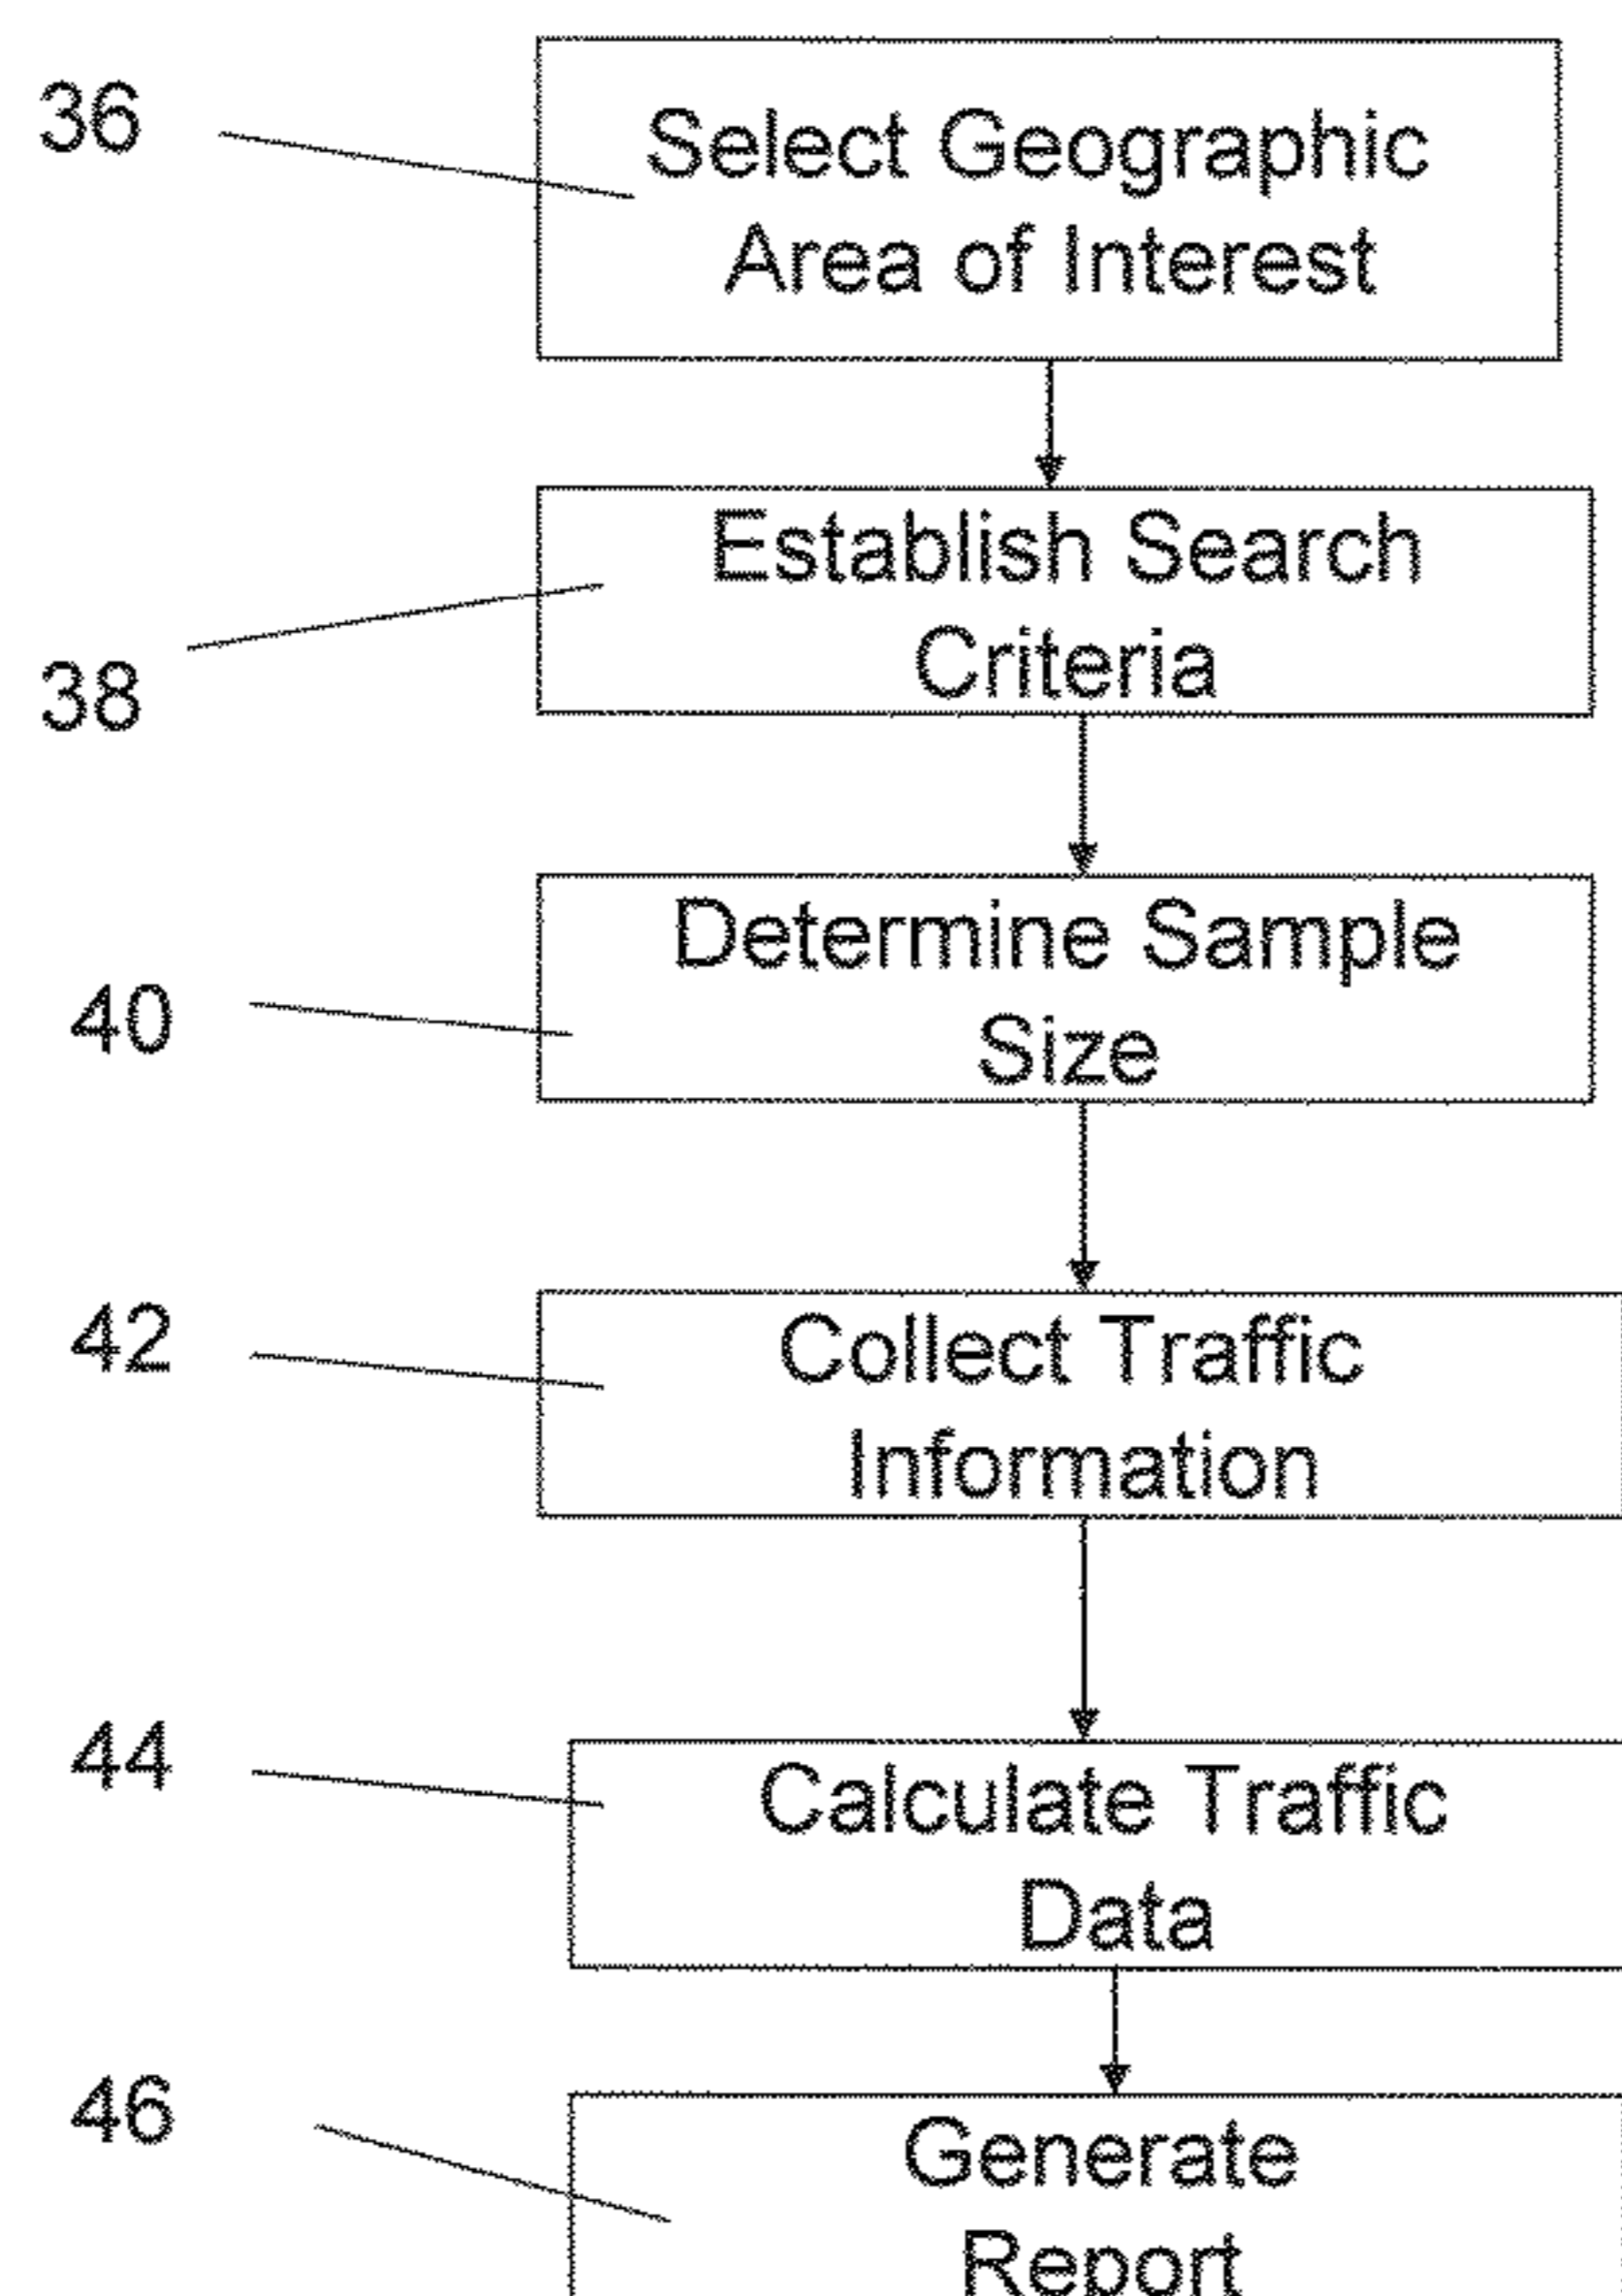 36
Select Geographic
Area of Interest
38
Establish Search
Criteria
40
Determine Sample
Size
42
Collect Traffic
Information
44
Calculate Traffic
Data
46
Generate
Report